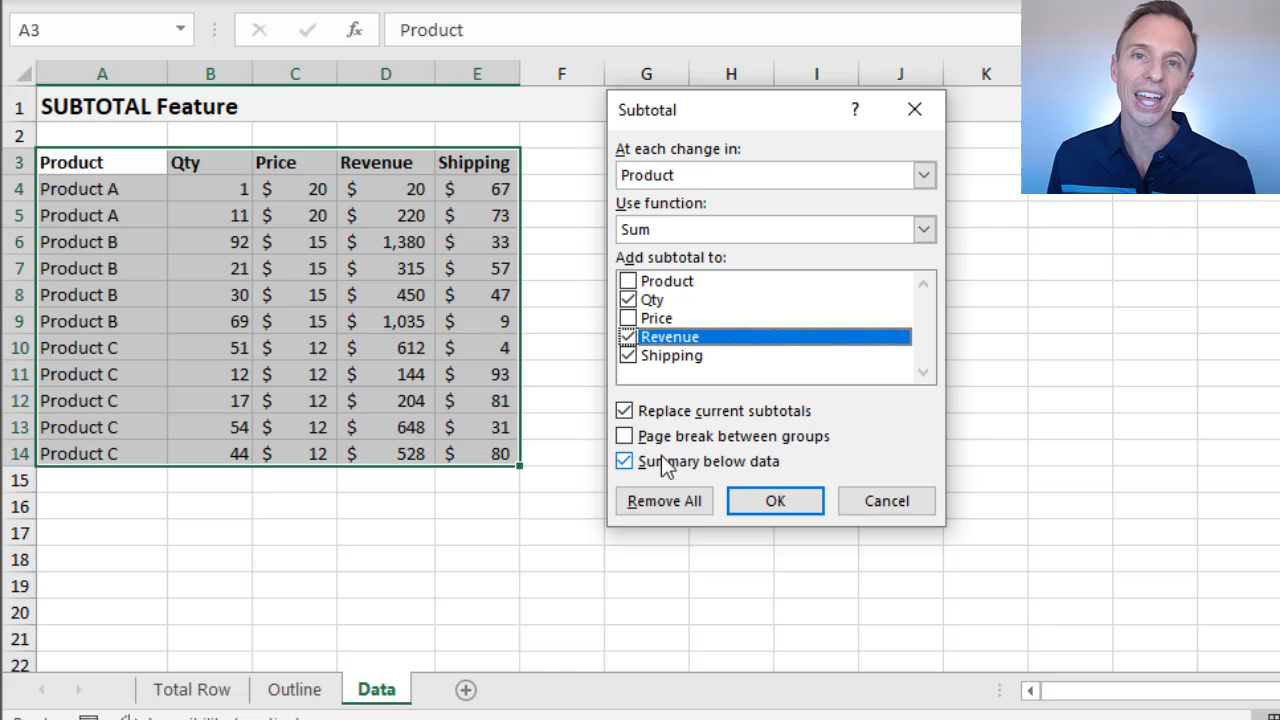 A3 fx Product
A B C D E F G H I J K
1 SUBTOTAL Feature
2
3 Product Qty Price Revenue Shipping
4 Product A 1 $ 20 $ 20 $ 67
5 Product A 11 $ 20 $ 220 $ 73
6 Product B 92 $ 15 $ 1,380 $ 33
7 Product B 21 $ 15 $ 315 $ 57
8 Product B 30 $ 15 $ 450 $ 47
9 Product B 69 $ 15 $ 1,035 $ 9
10 Product C 51 $ 12 $ 612 $ 4
11 Product C 12 $ 12 $ 144 $ 93
12 Product C 17 $ 12 $ 204 $ 81
13 Product C 54 $ 12 $ 648 $ 31
14 Product C 44 $ 12 $ 528 $ 80
15
16
17
18
19
20
21
22
Subtotal ?
At each change in:
Product
Use function:
Sum
Add subtotal to:
Product
Qty
Price
Revenue
Shipping
Replace current subtotals
Page break between groups
Summary below data
Remove All OK Cancel
Total Row Outline Data